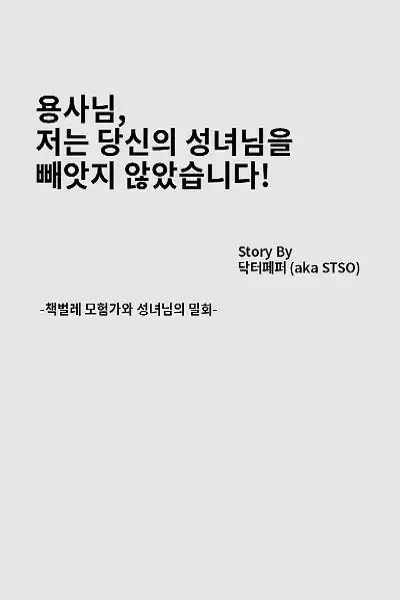 용사님,
저는 당신의 성녀님을
빼앗지 않았습니다!
Story By
닥터페퍼 (aka STSO)
-책벌레 모험가와 성녀님의 밀회-